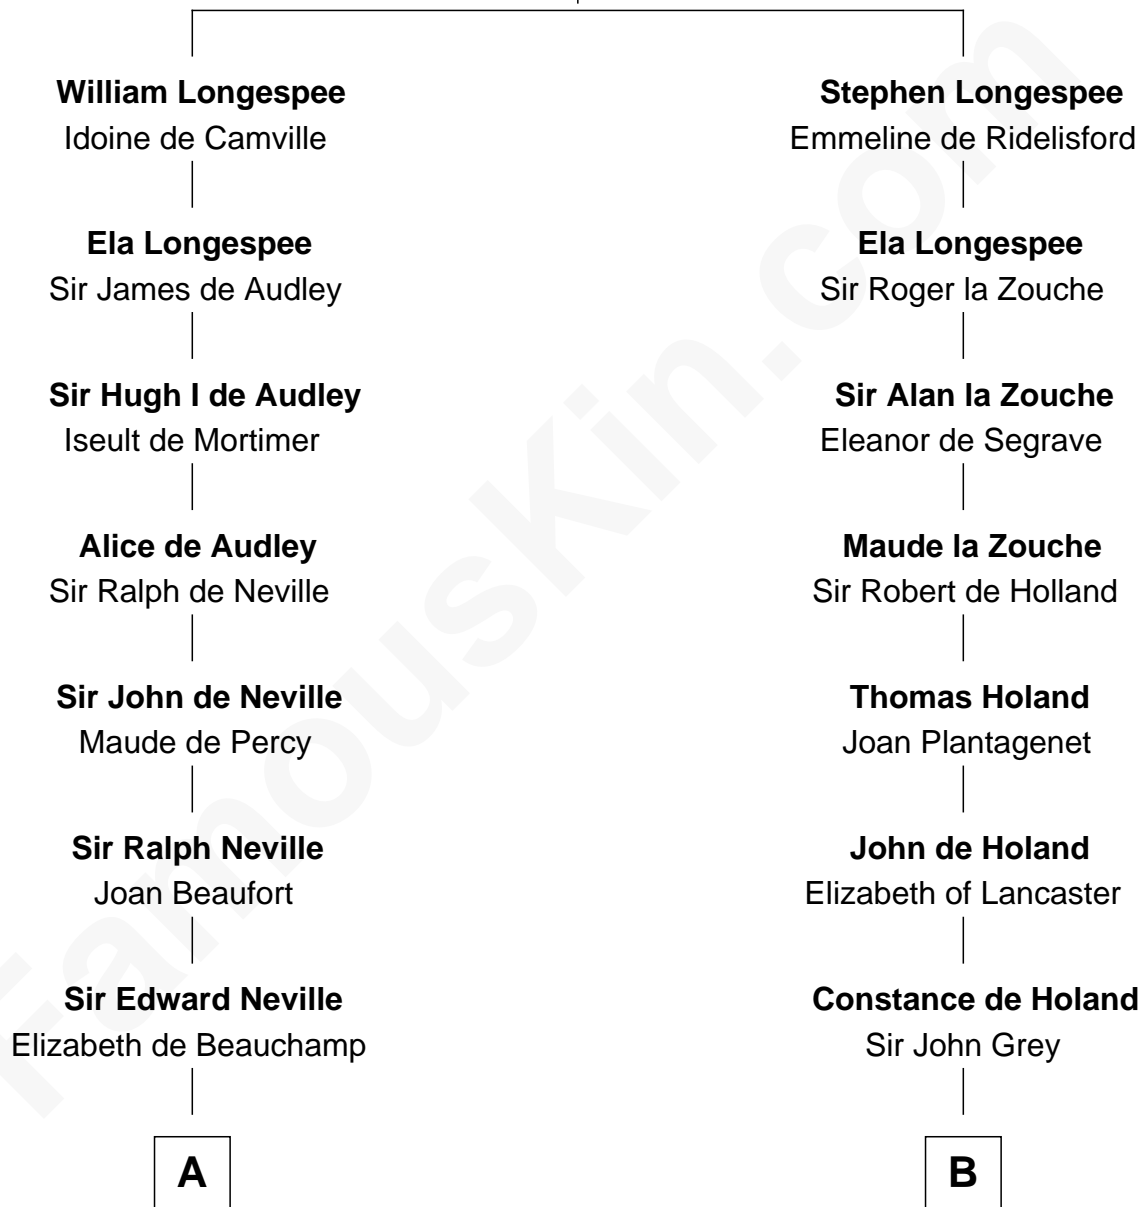 William Longespee
Idoine de Camville
Ela Longespee
Sir James de Audley
Sir Hugh I de Audley
Iseult de Mortimer
Alice de Audley
Sir Ralph de Neville
Sir John de Neville
Maude de Percy
Sir Ralph Neville
Joan Beaufort
Sir Edward Neville
Elizabeth de Beauchamp
A
Stephen Longespee
Emmeline de Ridelisford
Ela Longespee
Sir Roger la Zouche
Sir Alan la Zouche
Eleanor de Segrave
Maude la Zouche
Sir Robert de Holland
Thomas Holand
Joan Plantagenet
John de Holand
Elizabeth of Lancaster
Constance de Holand
Sir John Grey
B
FamousKin.com